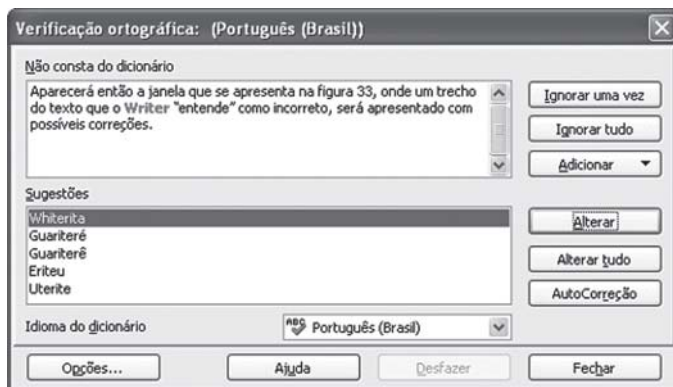 Verificação ortográfica: (Português (Brasil))
Não consta do dicionário
Aparecerá então a janela que se apresenta na figura 33, onde um trecho
do texto que o Writer "entende" como incorreto, será apresentado com
possíveis correções.
Ignorar uma vez
Ignorar tudo
Adicionar
Sugestões
Whiterita
Guariteré
Guariterê
Eriteu
Uterite
Alterar
Alterar tudo
AutoCorreção
Idioma do dicionário
ABC Português (Brasil)
Opções...
Ajuda
Desfazer
Fechar